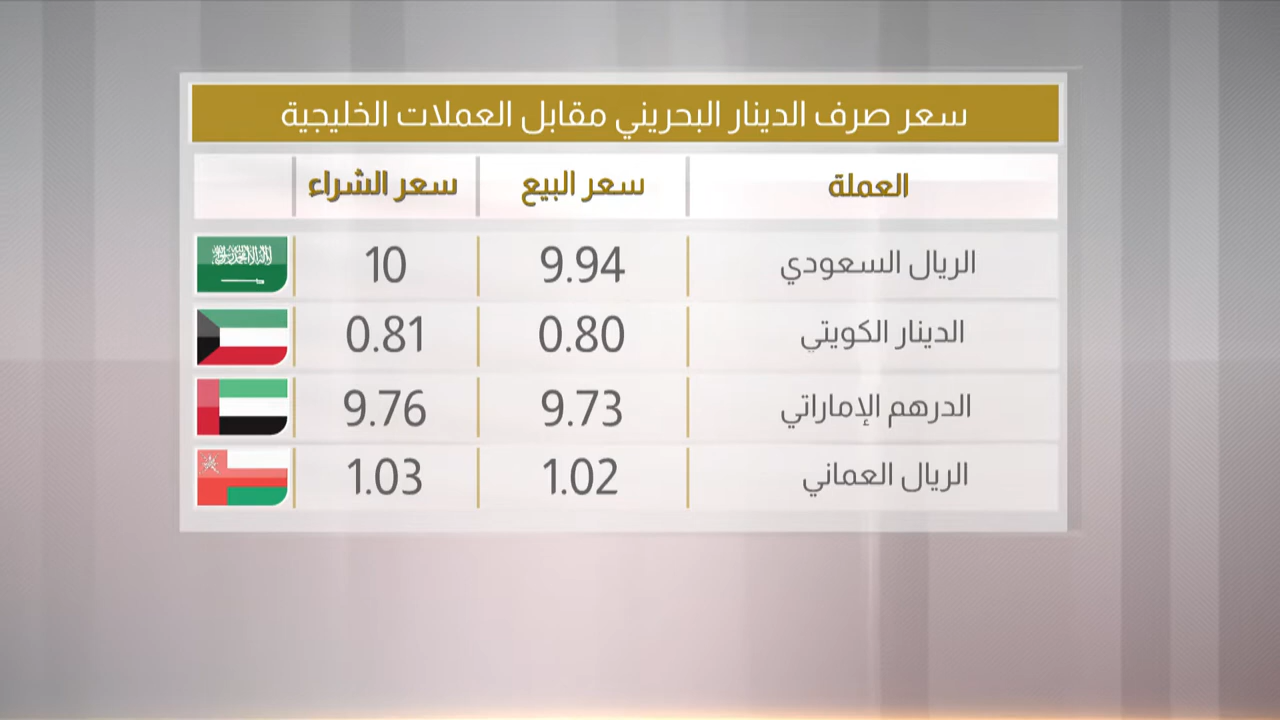 سعر صرف الدينار البحريني مقابل العملات الخليجية
العملة سعر البيع سعر الشراء
الريال السعودي 9.94 10
الدينار الكويتي 0.80 0.81
الدرهم الإماراتي 9.73 9.76
الريال العماني 1.02 1.03